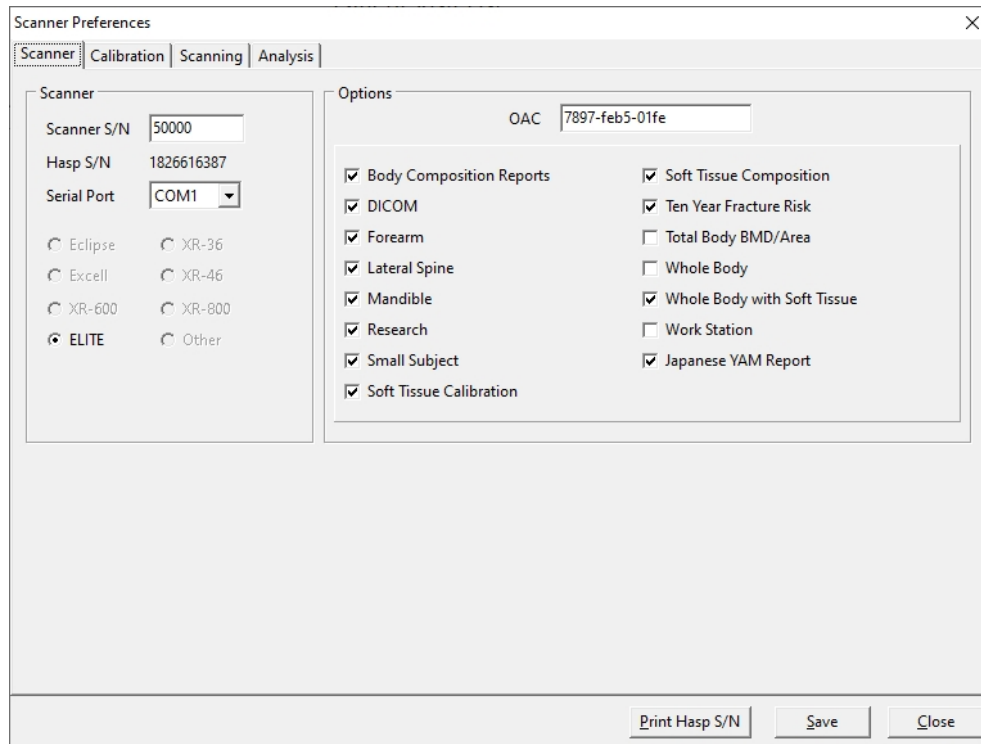 Scanner Preferences
Scanner Calibration Scanning Analysis
Scanner
Scanner S/N 50000
Hasp S/N 1826616387
Serial Port COM1
Eclipse XR-36
Excell XR-46
XR-600 XR-800
ELITE Other
Options
OAC 7897-feb5-01fe
Body Composition Reports
DICOM
Forearm
Lateral Spine
Mandible
Research
Small Subject
Soft Tissue Calibration
Soft Tissue Composition
Ten Year Fracture Risk
Total Body BMD/Area
Whole Body
Whole Body with Soft Tissue
Work Station
Japanese YAM Report
Print Hasp S/N Save Close